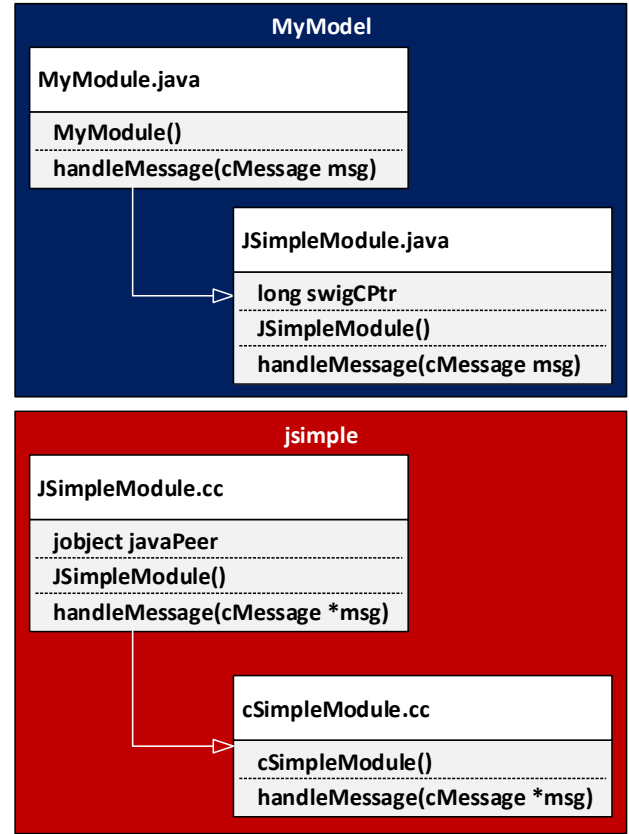 MyModel
MyModule.java
MyModule()
handleMessage(cMessage msg)
JSimpleModule.java
long swigCPtr
JSimpleModule()
handleMessage(cMessage msg)
jsimple
JSimpleModule.cc
jobject javaPeer
JSimpleModule()
handleMessage(cMessage *msg)
cSimpleModule.cc
cSimpleModule()
handleMessage(cMessage *msg)